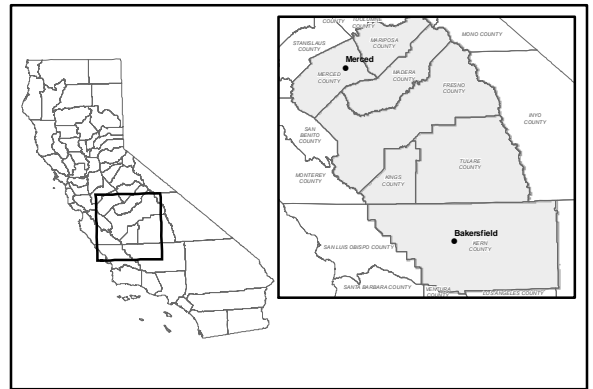 COUNTY
TUOLUMNE
COUNTY
MARIPOSA
COUNTY
MONO COUNTY
STANISLAUS
COUNTY
Merced
MERCED
COUNTY
MADERA
COUNTY
FRESNO
COUNTY
INYO
COUNTY
SAN
BENITO
COUNTY
MONTEREY
COUNTY
KINGS
COUNTY
TULARE
COUNTY
Bakersfield
KERN
COUNTY
SAN LUIS OBISPO COUNTY
SANTA BARBARA COUNTY
VENTURA
COUNTY
LOS ANGELES COUNTY